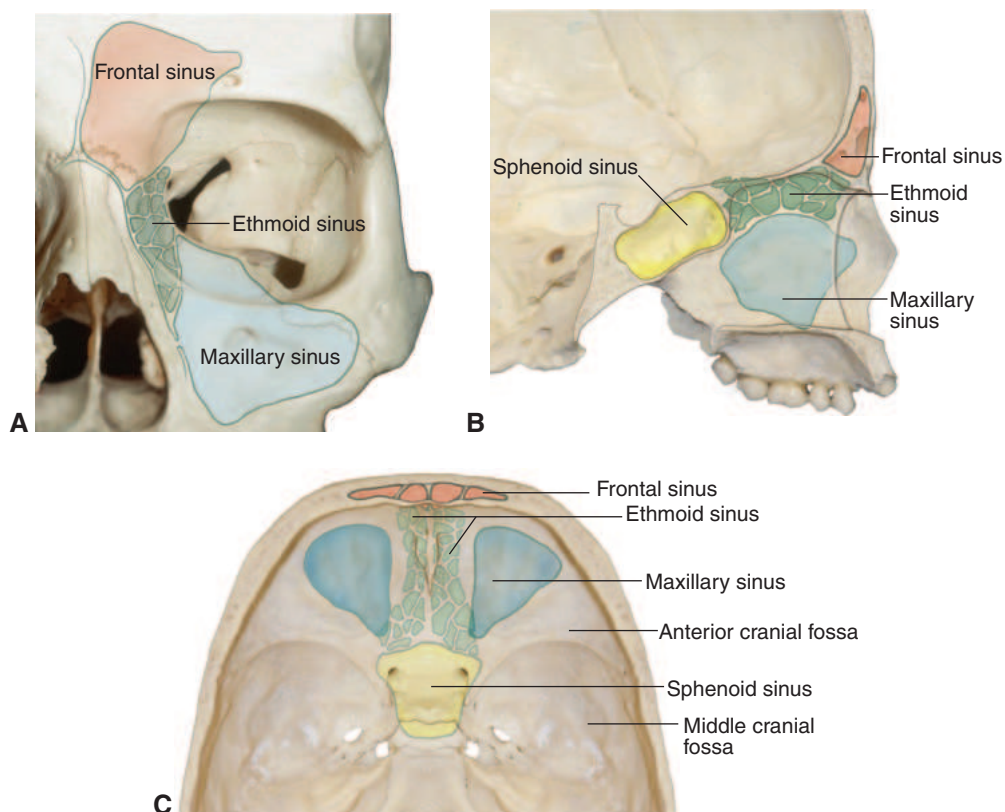 Frontal sinus
Ethmoid sinus
Maxillary sinus
A
Sphenoid sinus
Frontal sinus
Ethmoid
sinus
Maxillary
sinus
B
Frontal sinus
Ethmoid sinus
Maxillary sinus
Anterior cranial fossa
Sphenoid sinus
Middle cranial
fossa
C